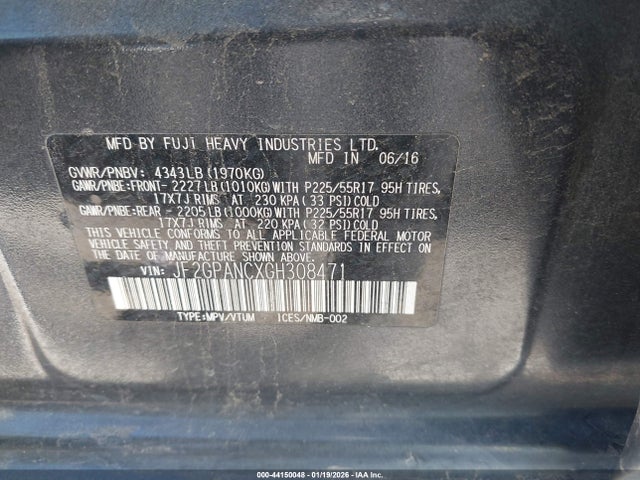 MFD BY FUJI HEAVY INDUSTRIES LTD.
MFD IN 06/16
GVWR/PNBV: 4343LB(1970KG)
GAWR/PNBE:FRONT- 2227LB(1010KG)WITH P225/55R17 95H TIRES,
17X7J RIMS AT 230 KPA(33 PSI)COLD
GAWR/PNBE:REAR - 2205LB(1000KG)WITH P225/55R17 95H TIRES,
17X7J RIMS AT 220 KPA(32 PSI)COLD
THIS VEHICLE CONFORMS TO ALL APPLICABLE FEDERAL MOTOR
VEHICLE SAFETY AND THEFT PREVENTION STANDARDS IN EFFECT ON
THE DATE OF MANUFACTURE SHOWN ABOVE.
VIN: JF2GPANCXGH308471
TYPE:MPV/VTUM ICES/NMB-002
000-44150048 - 01/19/2026 - IAA Inc.